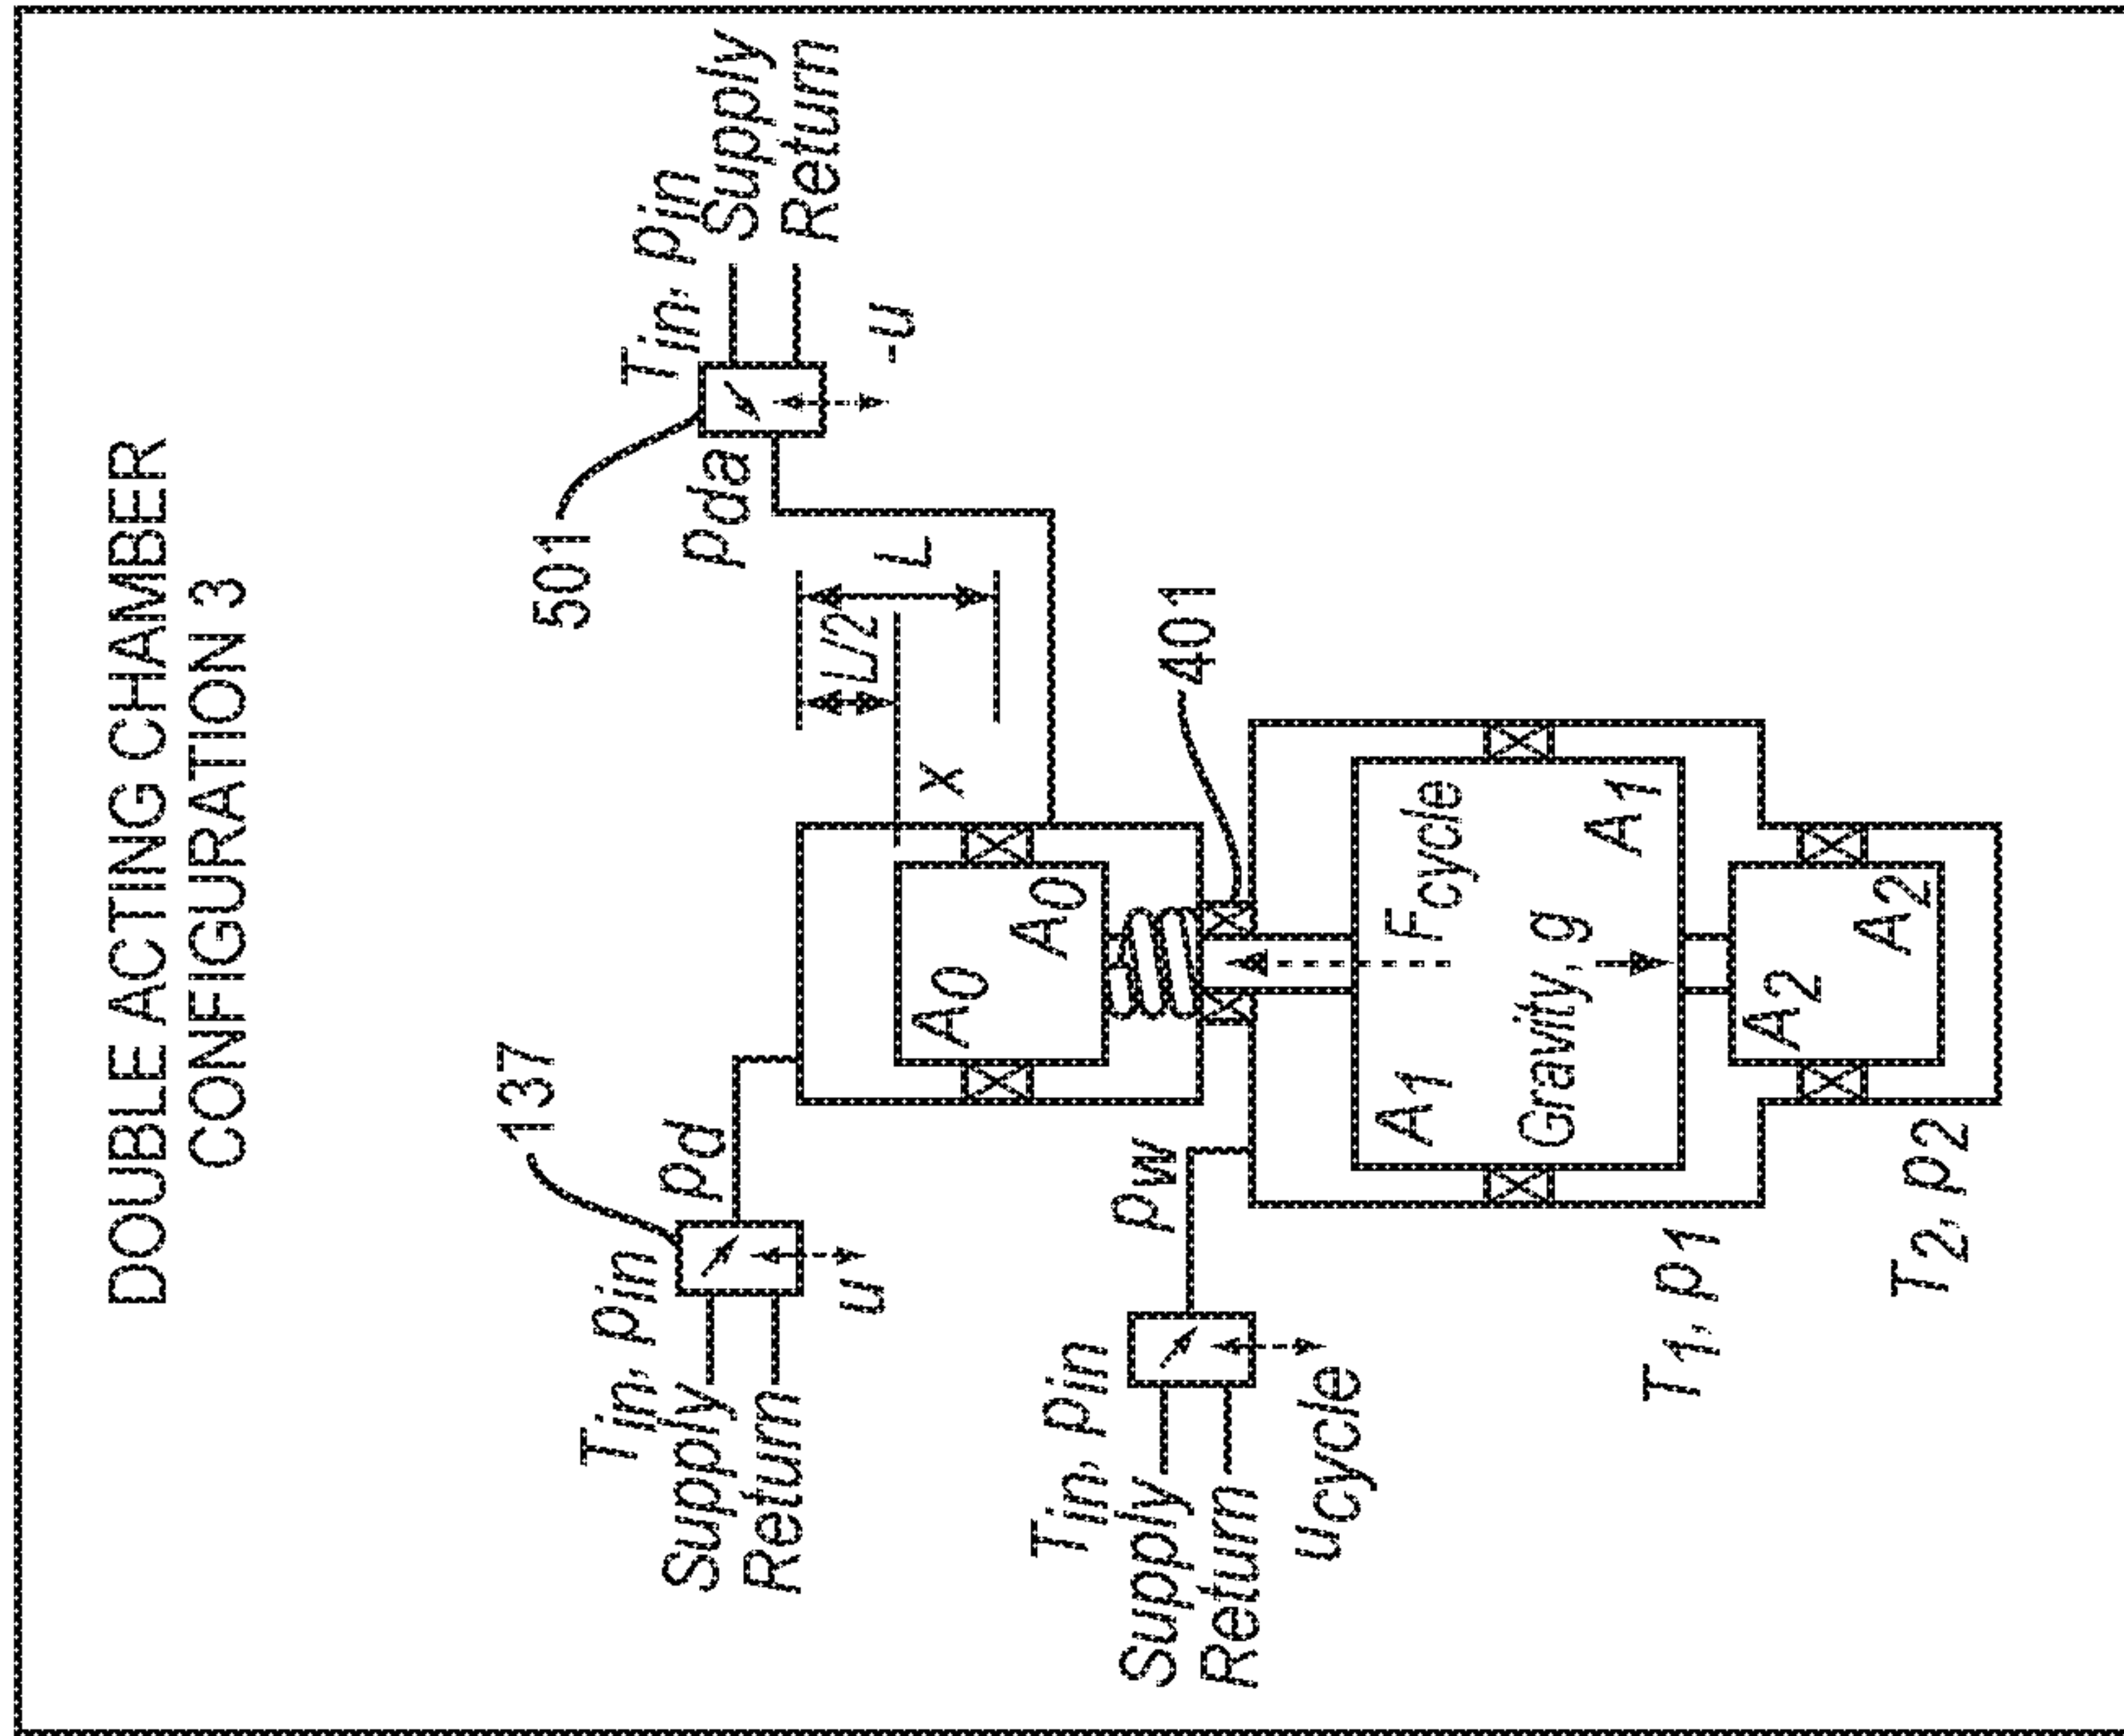 DOUBLE ACTING CHAMBER
CONFIGURATION 3
137
Tin, pin
Supply
Return
pd
u
501
Tin, pin
Supply
Return
pda
-u
L/2
L
x
A0
A0
401
Tin, pin
Supply
Return
pw
ucycle
A1
Fcycle
Gravity, g
A1
T1, p1
A2
A2
T2, p2